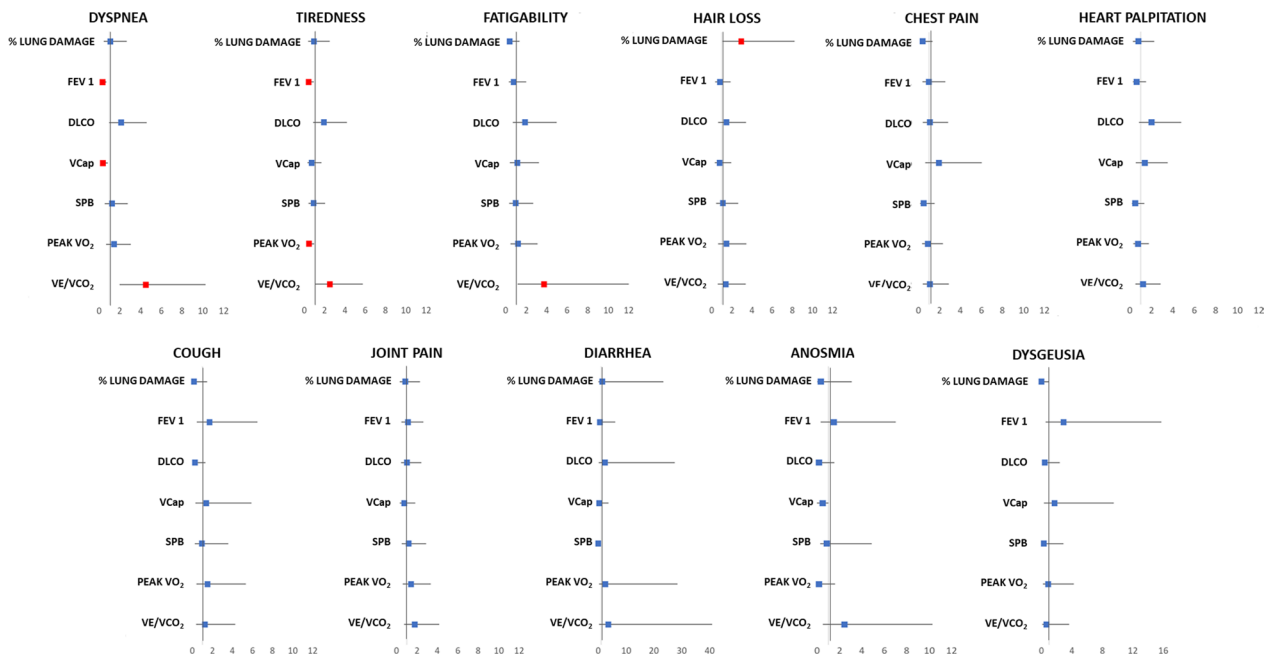 DYSPNEA
% LUNG DAMAGE
FEV 1
DLCO
VCap
SPB
PEAK VO₂
VE/VCO₂
0 2 4 6 8 10 12
TIREDNESS
% LUNG DAMAGE
FEV 1
DLCO
VCap
SPB
PEAK VO₂
VE/VCO₂
0 2 4 6 8 10 12
FATIGABILITY
% LUNG DAMAGE
FEV 1
DLCO
VCap
SPB
PEAK VO₂
VE/VCO₂
0 2 4 6 8 10 12
HAIR LOSS
% LUNG DAMAGE
FEV 1
DLCO
VCap
SPB
PEAK VO₂
VE/VCO₂
0 2 4 6 8 10 12
CHEST PAIN
% LUNG DAMAGE
FEV 1
DLCO
VCap
SPB
PEAK VO₂
VE/VCO₂
0 2 4 6 8 10 12
HEART PALPITATION
% LUNG DAMAGE
FEV 1
DLCO
VCap
SPB
PEAK VO₂
VE/VCO₂
0 2 4 6 8 10 12
COUGH
% LUNG DAMAGE
FEV 1
DLCO
VCap
SPB
PEAK VO₂
VE/VCO₂
0 2 4 6 8 10 12
JOINT PAIN
% LUNG DAMAGE
FEV 1
DLCO
VCap
SPB
PEAK VO₂
VE/VCO₂
0 2 4 6 8 10 12
DIARRHEA
% LUNG DAMAGE
FEV 1
DLCO
VCap
SPB
PEAK VO₂
VE/VCO₂
0 10 20 30 40
ANOSMIA
% LUNG DAMAGE
FEV 1
DLCO
VCap
SPB
PEAK VO₂
VE/VCO₂
0 2 4 6 8 10 12
DYSGEUSIA
% LUNG DAMAGE
FEV 1
DLCO
VCap
SPB
PEAK VO₂
VE/VCO₂
0 4 8 12 16